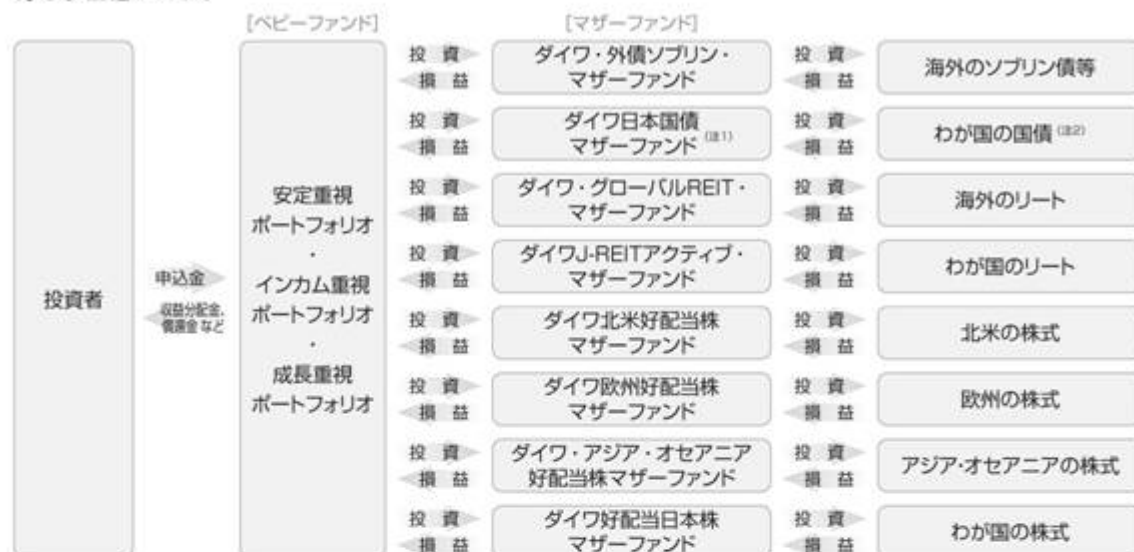 [ベビーファンド]
[マザーファンド]
投資者
申込金
収益分配金、
償還金 など
安定重視
ポートフォリオ
・
インカム重視
ポートフォリオ
・
成長重視
ポートフォリオ
投 資
損 益
ダイワ・外債ソブリン・
マザーファンド
投 資
損 益
海外のソブリン債等
投 資
損 益
ダイワ日本国債
マザーファンド (注1)
投 資
損 益
わが国の国債 (注2)
投 資
損 益
ダイワ・グローバルREIT・
マザーファンド
投 資
損 益
海外のリート
投 資
損 益
ダイワJ-REITアクティブ・
マザーファンド
投 資
損 益
わが国のリート
投 資
損 益
ダイワ北米好配当株
マザーファンド
投 資
損 益
北米の株式
投 資
損 益
ダイワ欧州好配当株
マザーファンド
投 資
損 益
欧州の株式
投 資
損 益
ダイワ・アジア・オセアニア
好配当株マザーファンド
投 資
損 益
アジア・オセアニアの株式
投 資
損 益
ダイワ好配当日本株
マザーファンド
投 資
損 益
わが国の株式